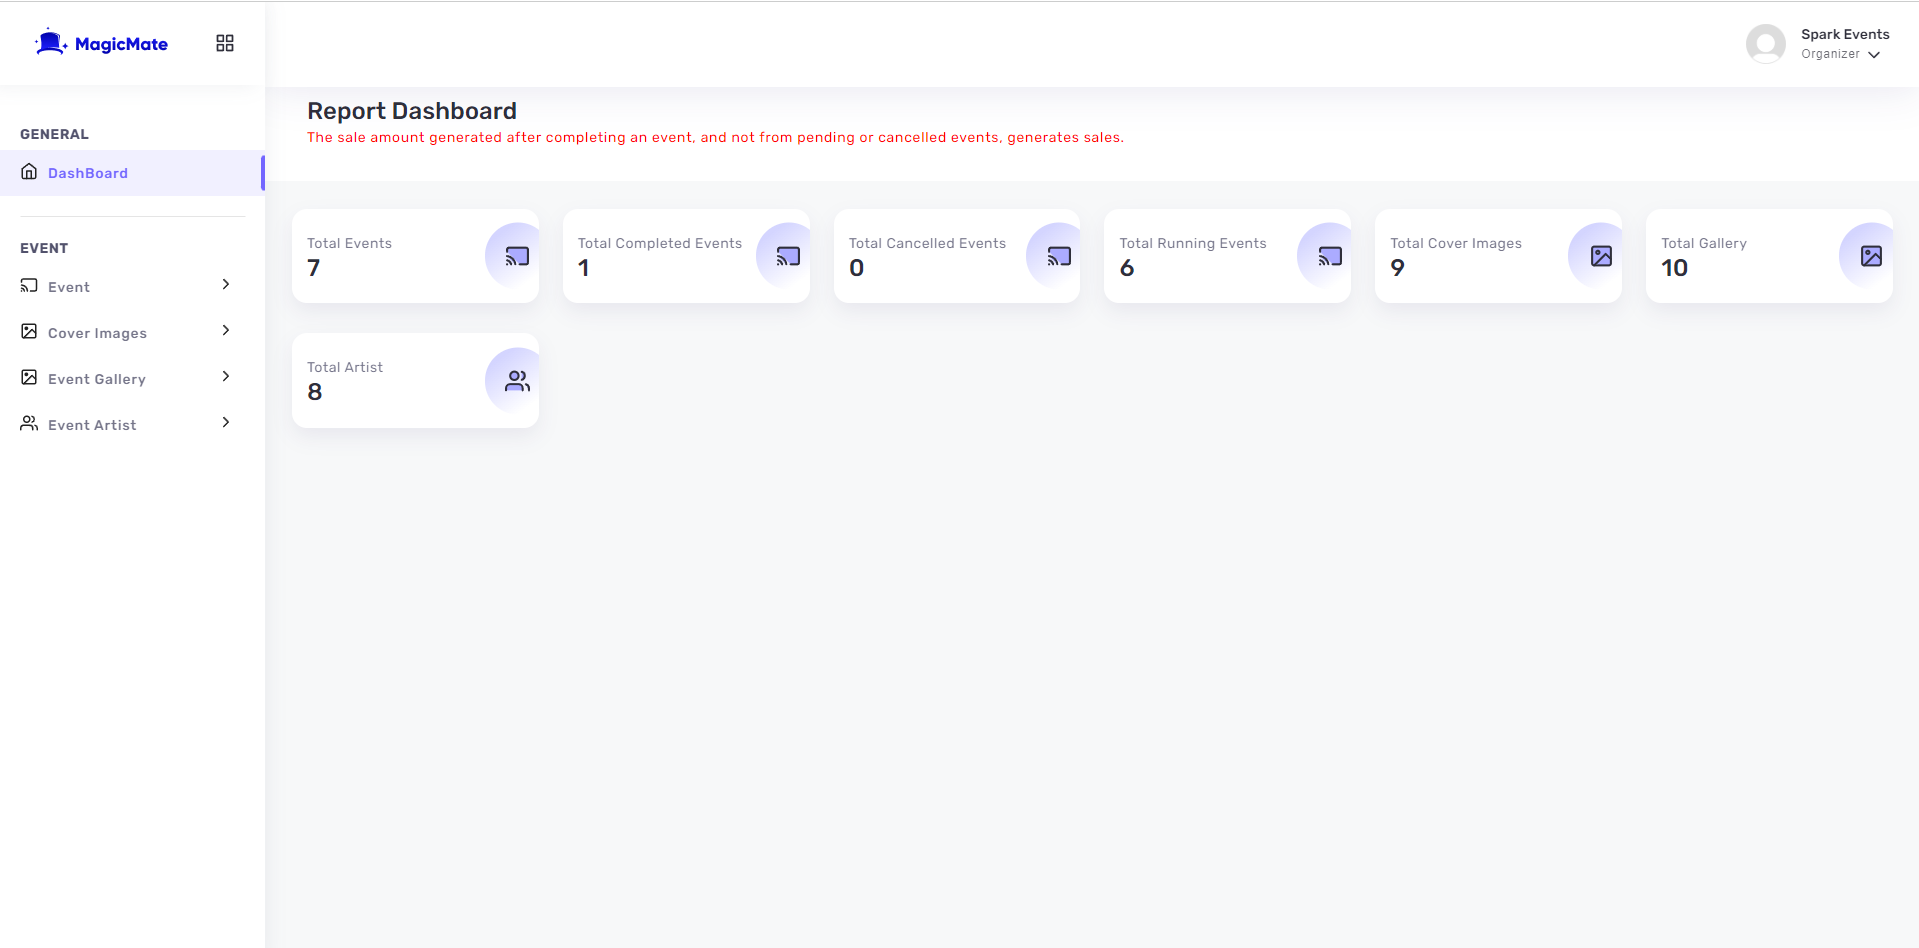 MagicMate
Spark Events
Organizer
GENERAL
DashBoard
EVENT
Event
Cover Images
Event Gallery
Event Artist
Report Dashboard
The sale amount generated after completing an event, and not from pending or cancelled events, generates sales.
Total Events
7
Total Completed Events
1
Total Cancelled Events
0
Total Running Events
6
Total Cover Images
9
Total Gallery
10
Total Artist
8